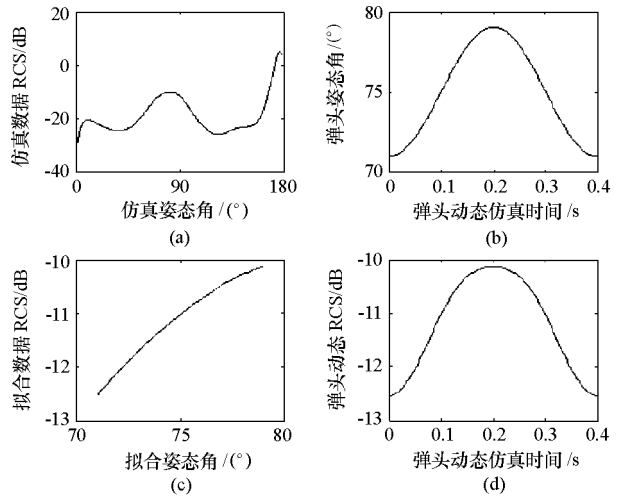 20
0
-20
-40
0
90
180
仿真数据 RCS/dB
仿真姿态角 /(°)
(a)
80
75
70
0
0.1
0.2
0.3
0.4
弹头姿态角/(°)
弹头动态仿真时间 /s
(b)
-10
-11
-12
-13
70
75
80
拟合数据 RCS/dB
拟合姿态角 /(°)
(c)
-10
-11
-12
-13
0
0.1
0.2
0.3
0.4
弹头动态 RCS/dB
弹头动态仿真时间 /s
(d)